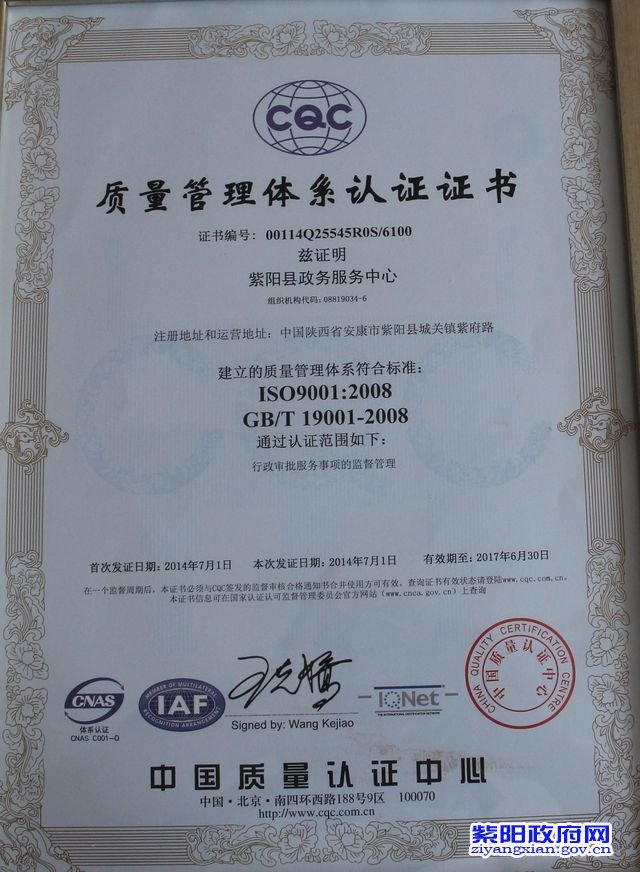 CQC
质量管理体系认证证书
证书编号: 00114Q25545R0S/6100
兹证明
紫阳县政务服务中心
组织机构代码: 08819034-6
注册地址和运营地址: 中国陕西省安康市紫阳县城关镇紫府路
建立的质量管理体系符合标准:
ISO9001:2008
GB/T 19001-2008
通过认证范围如下:
行政审批服务事项的监督管理
首次发证日期: 2014年7月1日 本次发证日期: 2014年7月1日 有效期至: 2017年6月30日
在一个监督周期后, 本证书必须与CQC签发的监督审核合格通知书合并使用方可有效。查询证书有效状态请登陆www.cqc.com.cn。
本证书信息可在国家认证认可监督管理委员会官方网站 (www.cnca.gov.cn) 上查询
CHINA QUALITY CERTIFICATION CENTRE
中国质量认证中心
CNAS
体系认证
CNAS C001-Q
MEMBER OF MULTILATERAL
IAF
RECOGNITION ARRANGEMENT
Signed by: Wang Kejiao
IQNet
THE INTERNATIONAL CERTIFICATION NETWORK
中国质量认证中心
中国·北京·南四环西路188号9区 100070
http://www.cqc.com.cn
紫阳政府网
ziyangxian.gov.cn